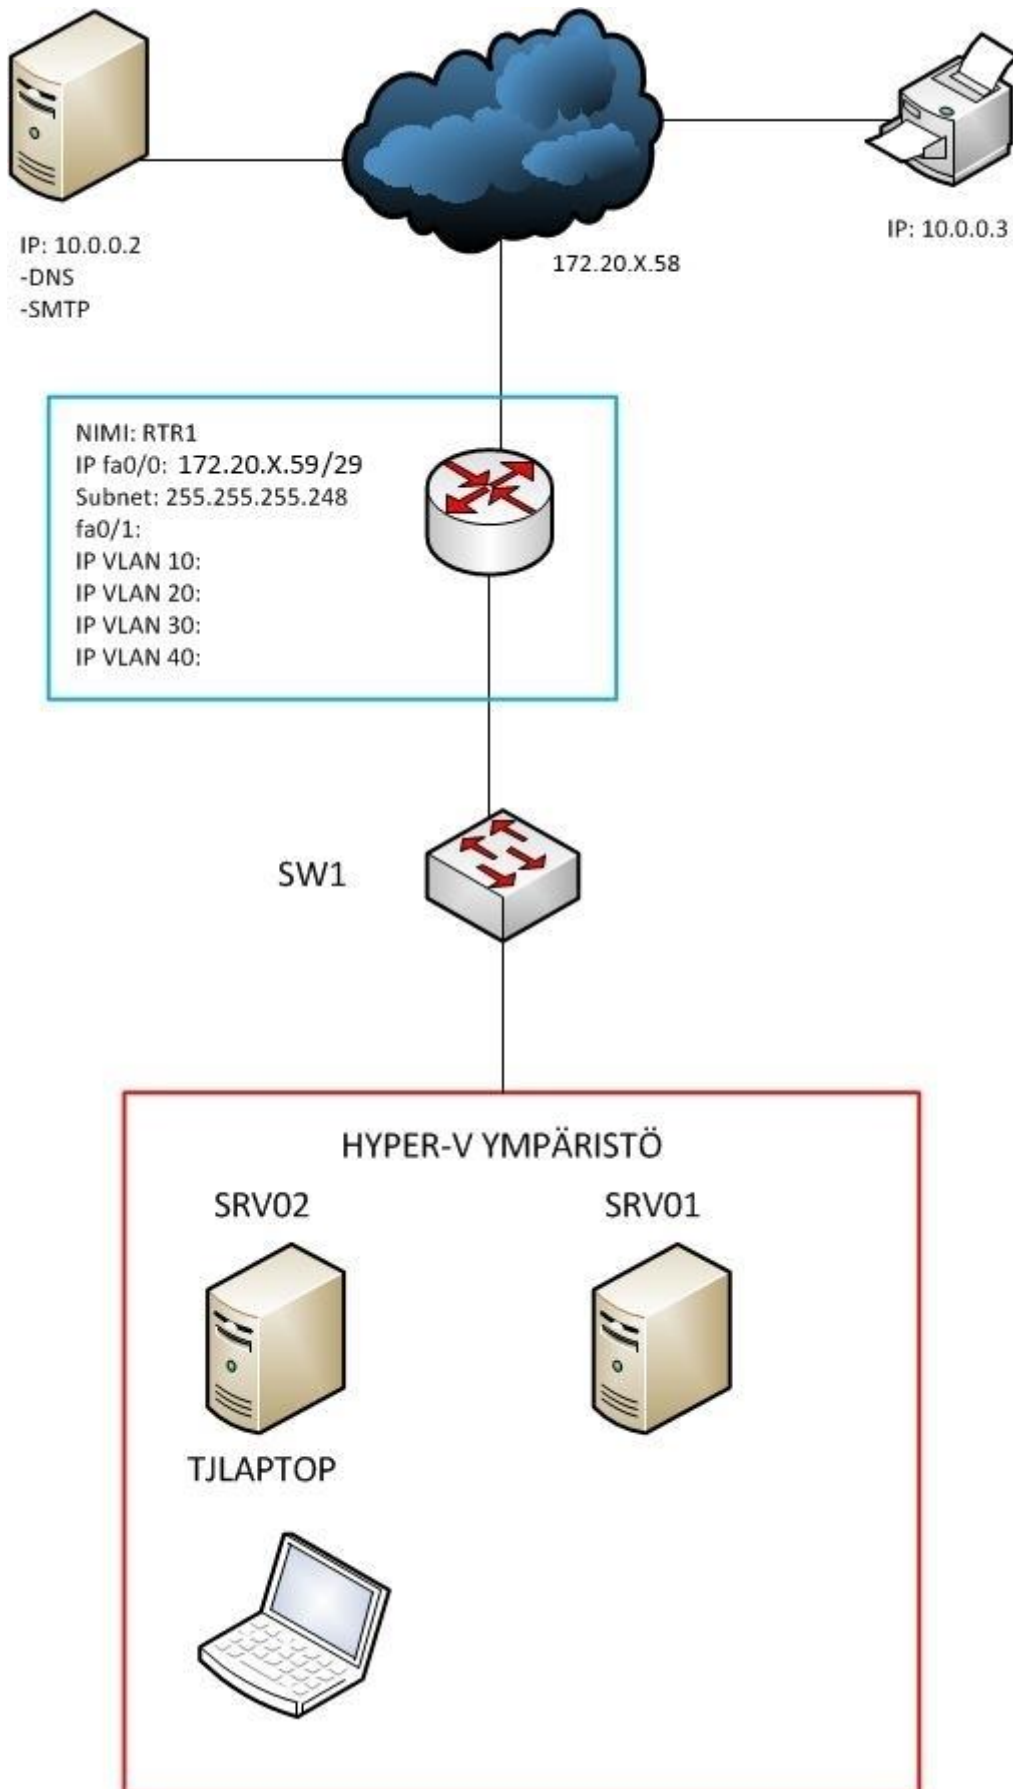 IP: 10.0.0.2
-DNS
-SMTP
172.20.X.58
IP: 10.0.0.3
NIMI: RTR1
IP fa0/0: 172.20.X.59/29
Subnet: 255.255.255.248
fa0/1:
IP VLAN 10:
IP VLAN 20:
IP VLAN 30:
IP VLAN 40:
SW1
HYPER-V YMPÄRISTÖ
SRV02
SRV01
TJLAPTOP